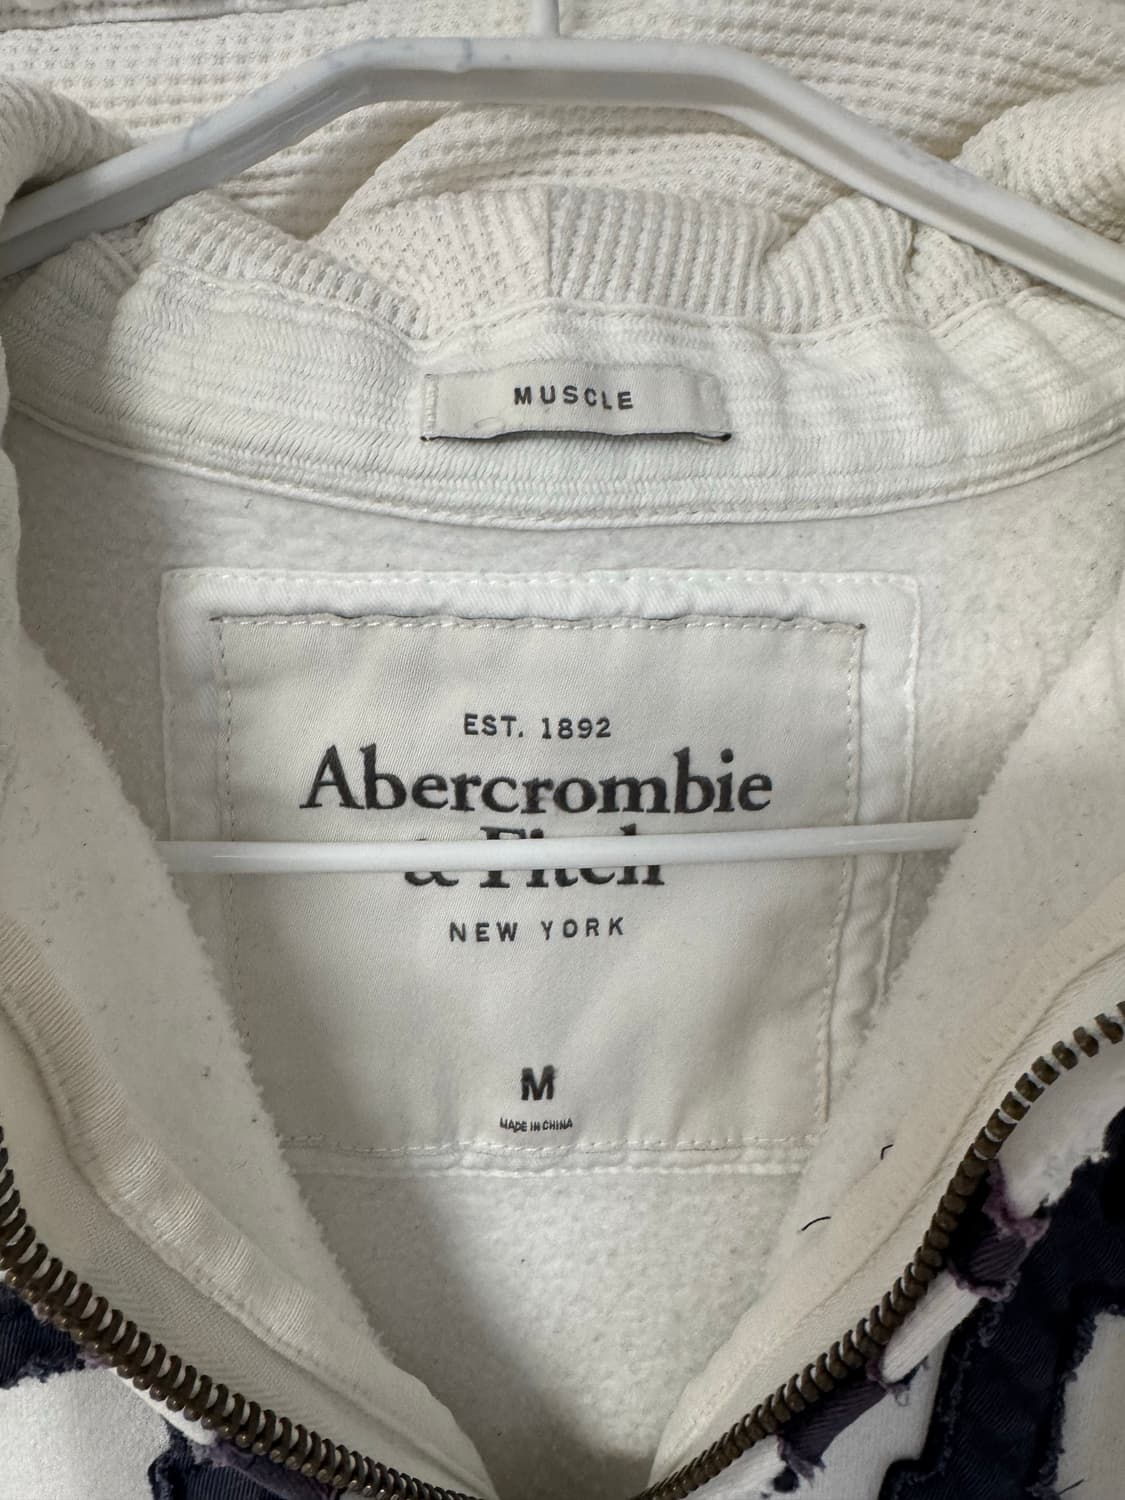 MUSCLE
EST. 1892
Abercrombie
& Fitch
NEW YORK
M
MADE IN CHINA